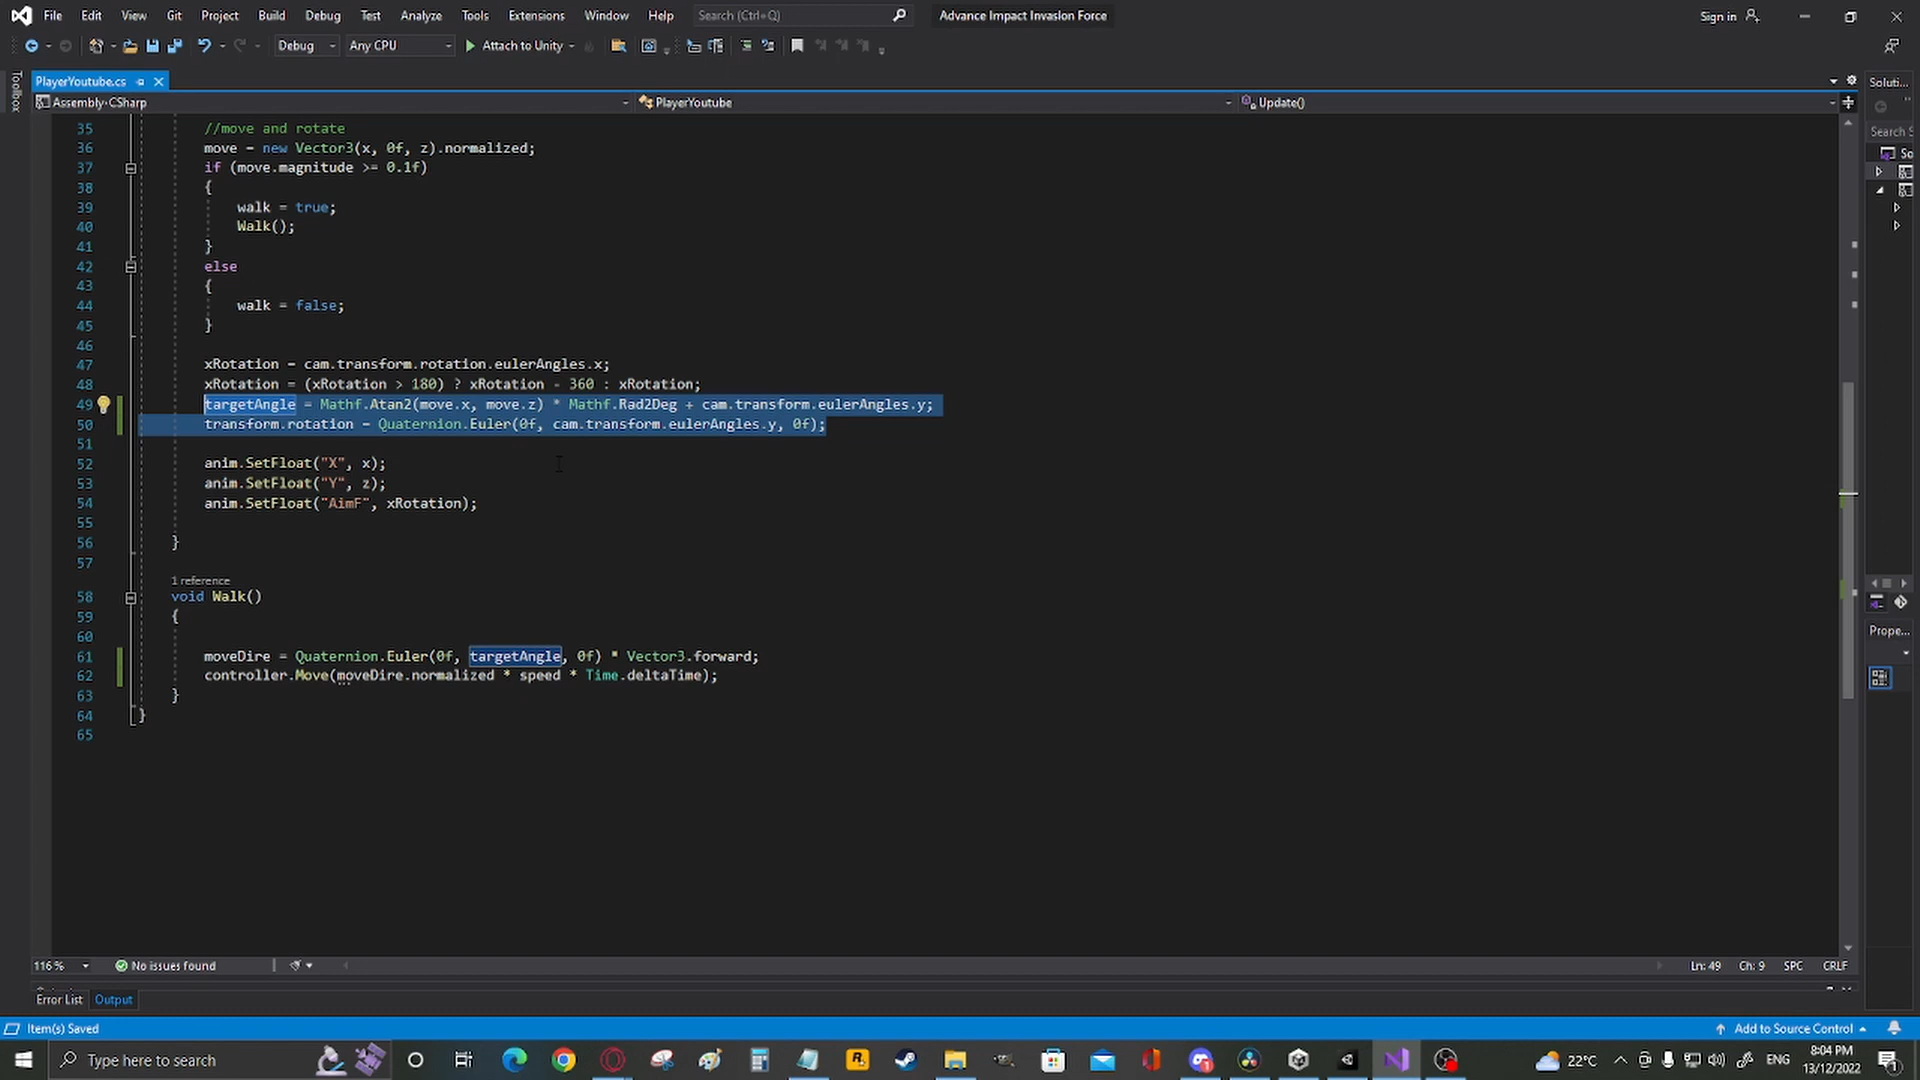 File Edit View Git Project Build Debug Test Analyze Tools Extensions Window Help Search (Ctrl+Q) Advance Impact Invasion Force Sign in
Debug Any CPU Attach to Unity
Toolbox
PlayerYoutube.cs Soluti...
Assembly-CSharp PlayerYoutube Update()
Search S
So
35 //move and rotate
36 move = new Vector3(x, 0f, z).normalized;
37 if (move.magnitude >= 0.1f)
38 {
39 walk = true;
40 Walk();
41 }
42 else
43 {
44 walk = false;
45 }
46
47 xRotation = cam.transform.rotation.eulerAngles.x;
48 xRotation = (xRotation > 180) ? xRotation - 360 : xRotation;
49 targetAngle = Mathf.Atan2(move.x, move.z) * Mathf.Rad2Deg + cam.transform.eulerAngles.y;
50 transform.rotation = Quaternion.Euler(0f, cam.transform.eulerAngles.y, 0f);
51
52 anim.SetFloat("X", x);
53 anim.SetFloat("Y", z);
54 anim.SetFloat("AimF", xRotation);
55
56 }
57
1 reference
58 void Walk()
59 {
60
61 moveDire = Quaternion.Euler(0f, targetAngle, 0f) * Vector3.forward;
62 controller.Move(moveDire.normalized * speed * Time.deltaTime);
63 }
64 }
65
Prope...
116 % No issues found Ln: 49 Ch: 9 SPC CRLF
Error List Output
Item(s) Saved Add to Source Control
Type here to search 22°C ENG 8:04 PM
13/12/2022